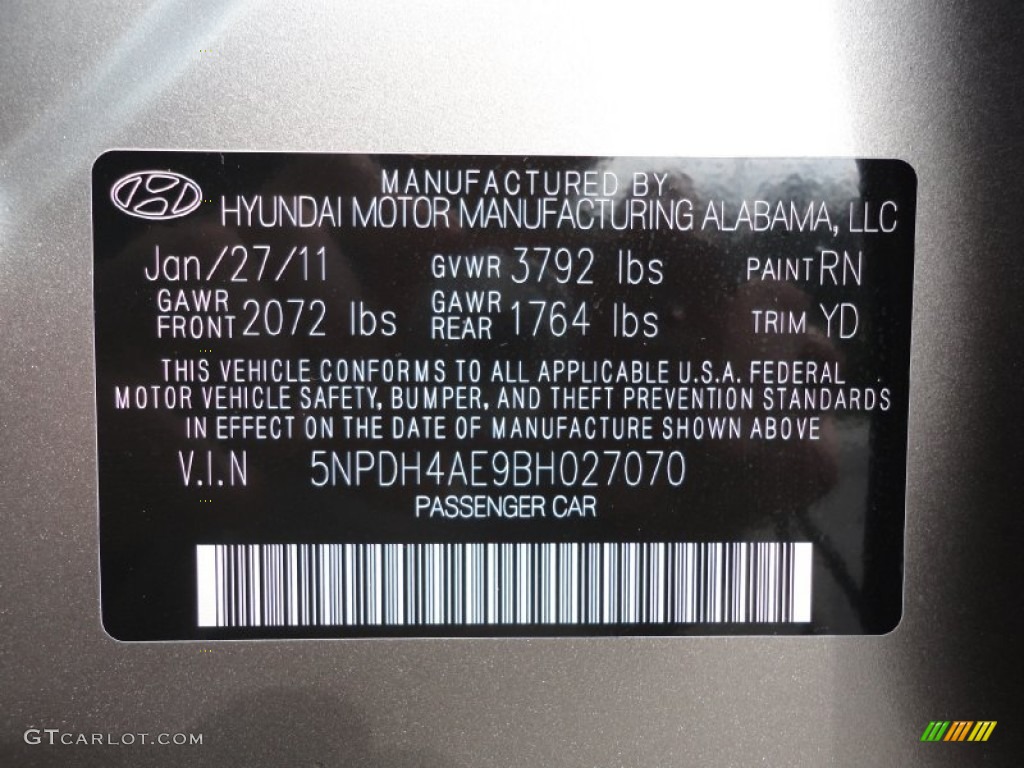 MANUFACTURED BY
HYUNDAI MOTOR MANUFACTURING ALABAMA, LLC
Jan/27/11 GVWR 3792 lbs PAINT RN
GAWR FRONT 2072 lbs GAWR REAR 1764 lbs TRIM YD
THIS VEHICLE CONFORMS TO ALL APPLICABLE U.S.A. FEDERAL
MOTOR VEHICLE SAFETY, BUMPER, AND THEFT PREVENTION STANDARDS
IN EFFECT ON THE DATE OF MANUFACTURE SHOWN ABOVE
V.I.N 5NPDH4AE9BH027070
PASSENGER CAR
GTCARLOT.COM